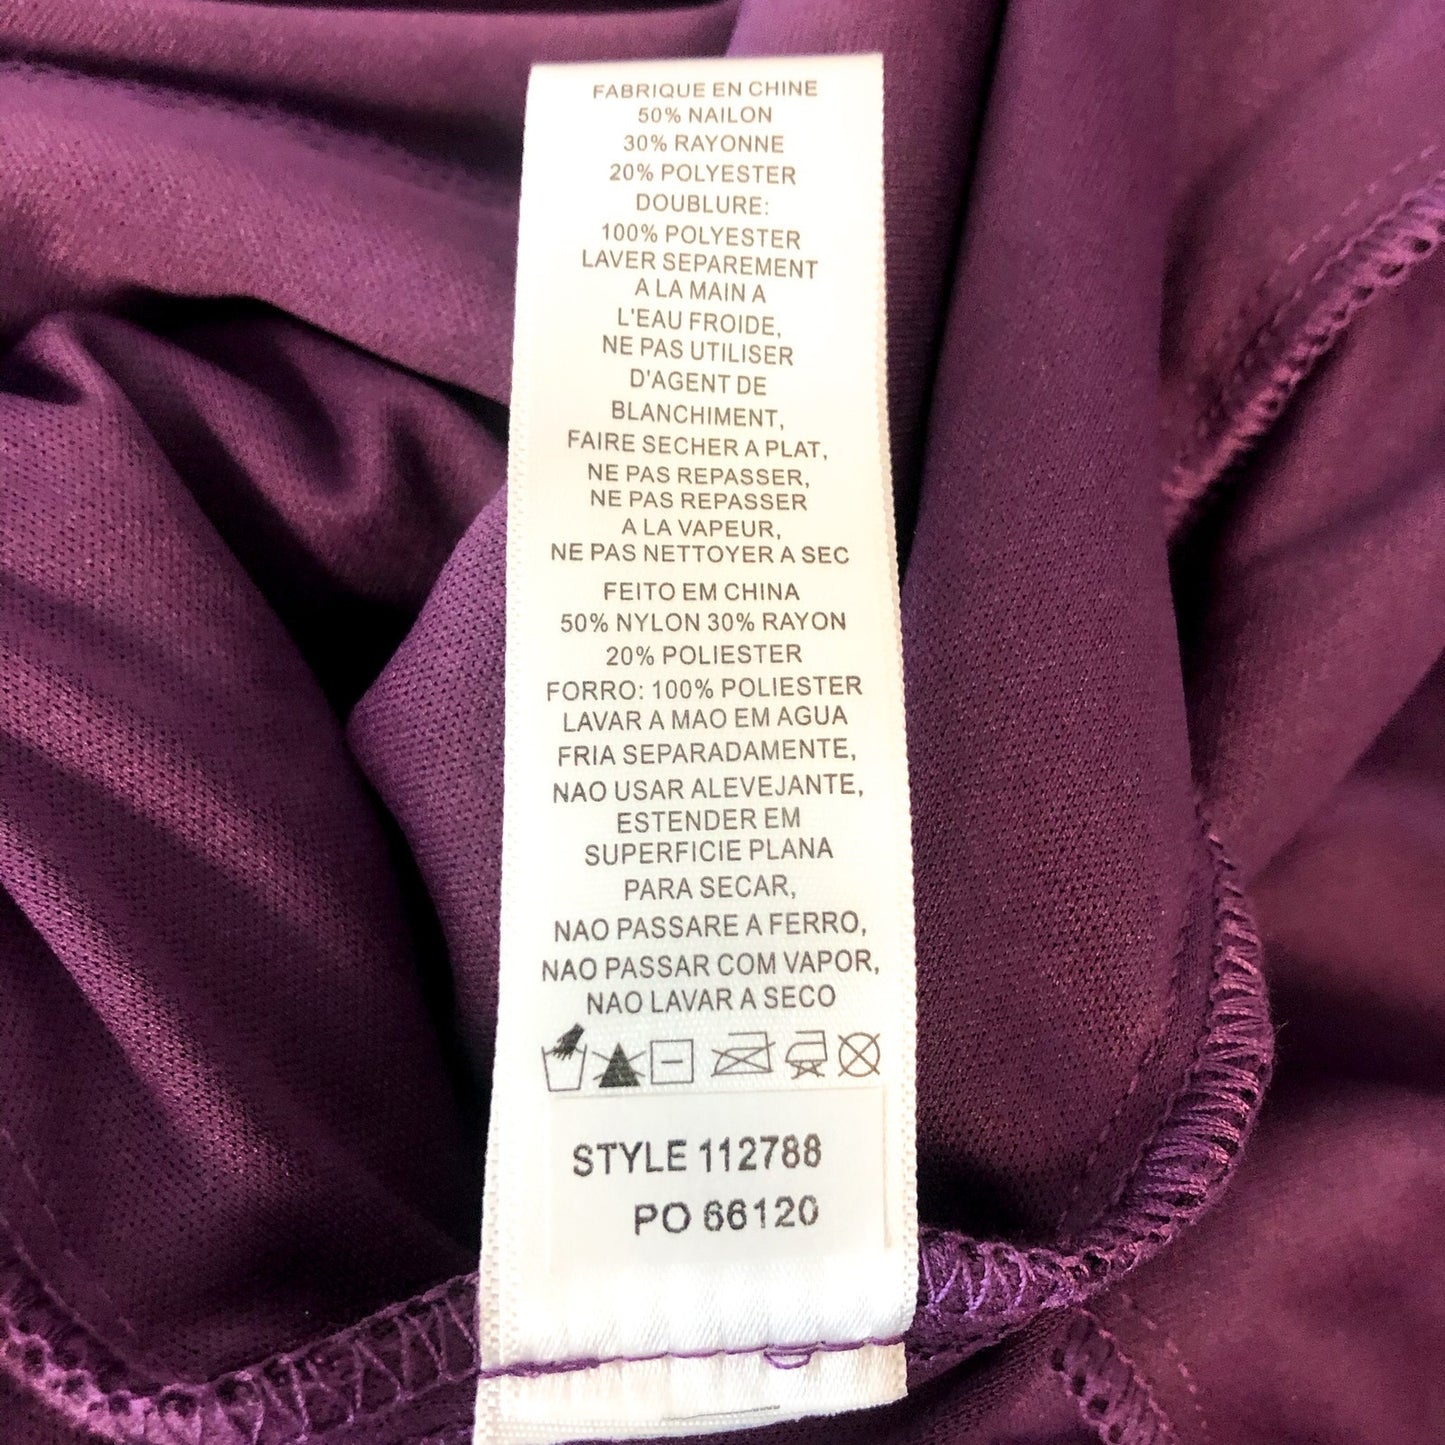 FABRIQUE EN CHINE
50% NAILON
30% RAYONNE
20% POLYESTER
DOUBLURE:
100% POLYESTER
LAVER SEPAREMENT
A LA MAIN A
L'EAU FROIDE,
NE PAS UTILISER
D'AGENT DE
BLANCHIMENT,
FAIRE SECHER A PLAT,
NE PAS REPASSER,
NE PAS REPASSER
A LA VAPEUR,
NE PAS NETTOYER A SEC
FEITO EM CHINA
50% NYLON 30% RAYON
20% POLIESTER
FORRO: 100% POLIESTER
LAVAR A MAO EM AGUA
FRIA SEPARADAMENTE,
NAO USAR ALEVEJANTE,
ESTENDER EM
SUPERFICIE PLANA
PARA SECAR,
NAO PASSARE A FERRO,
NAO PASSAR COM VAPOR,
NAO LAVAR A SECO
STYLE 112788
PO 66120